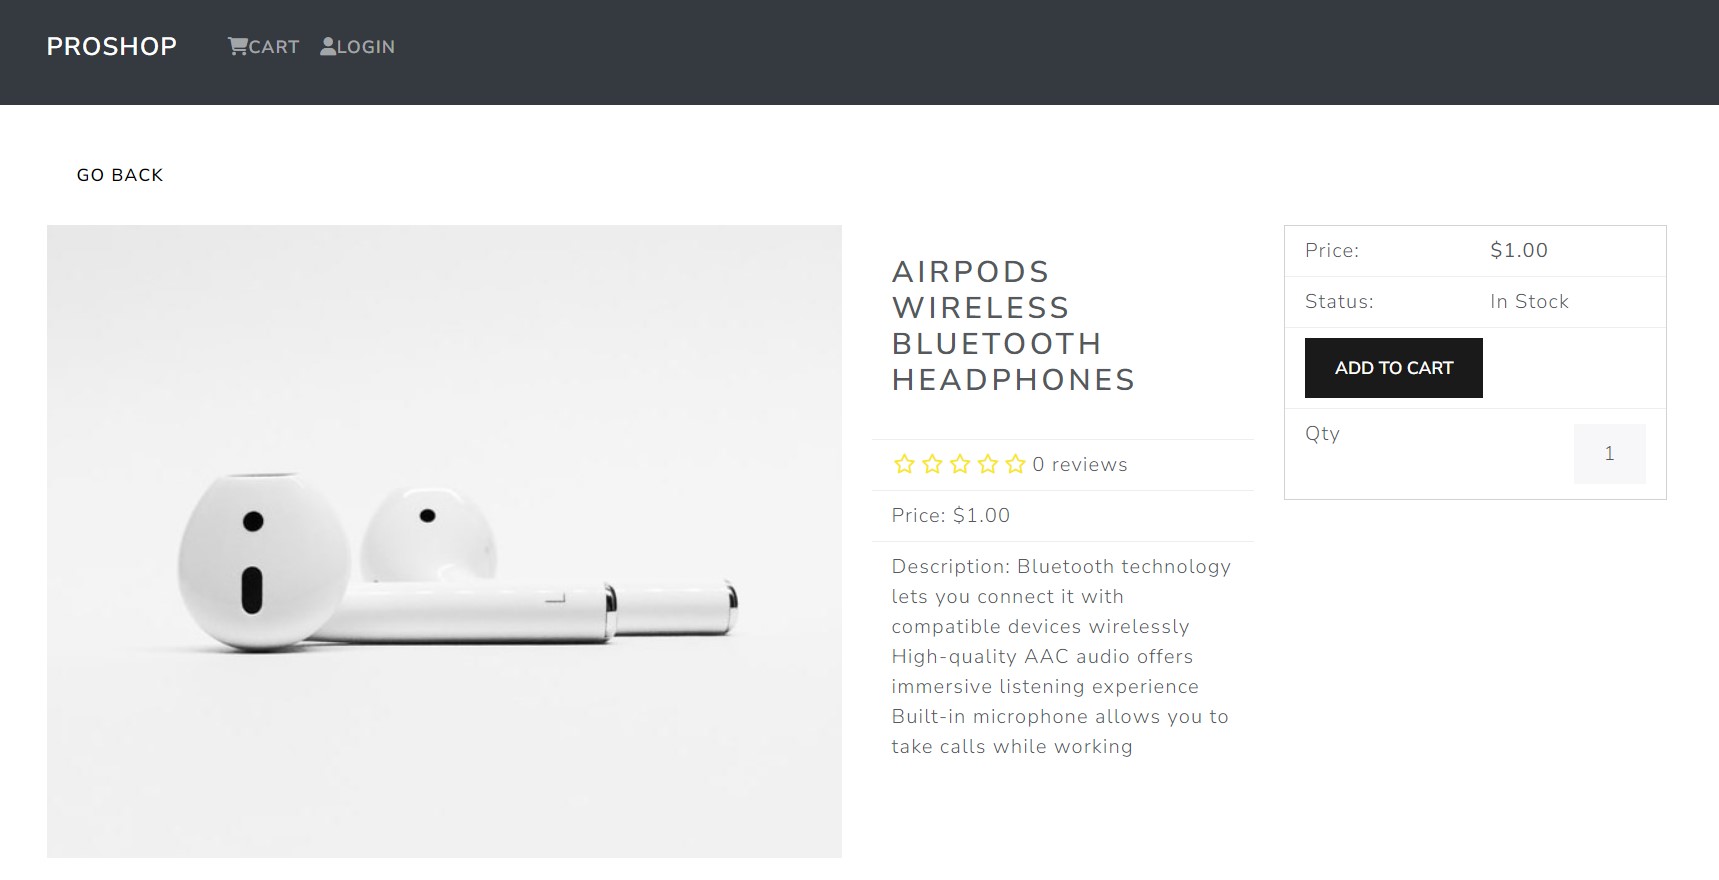 PROSHOP CART LOGIN
GO BACK
AIRPODS
WIRELESS
BLUETOOTH
HEADPHONES
0 reviews
Price: $1.00
Description: Bluetooth technology
lets you connect it with
compatible devices wirelessly
High-quality AAC audio offers
immersive listening experience
Built-in microphone allows you to
take calls while working
Price: $1.00
Status: In Stock
ADD TO CART
Qty 1